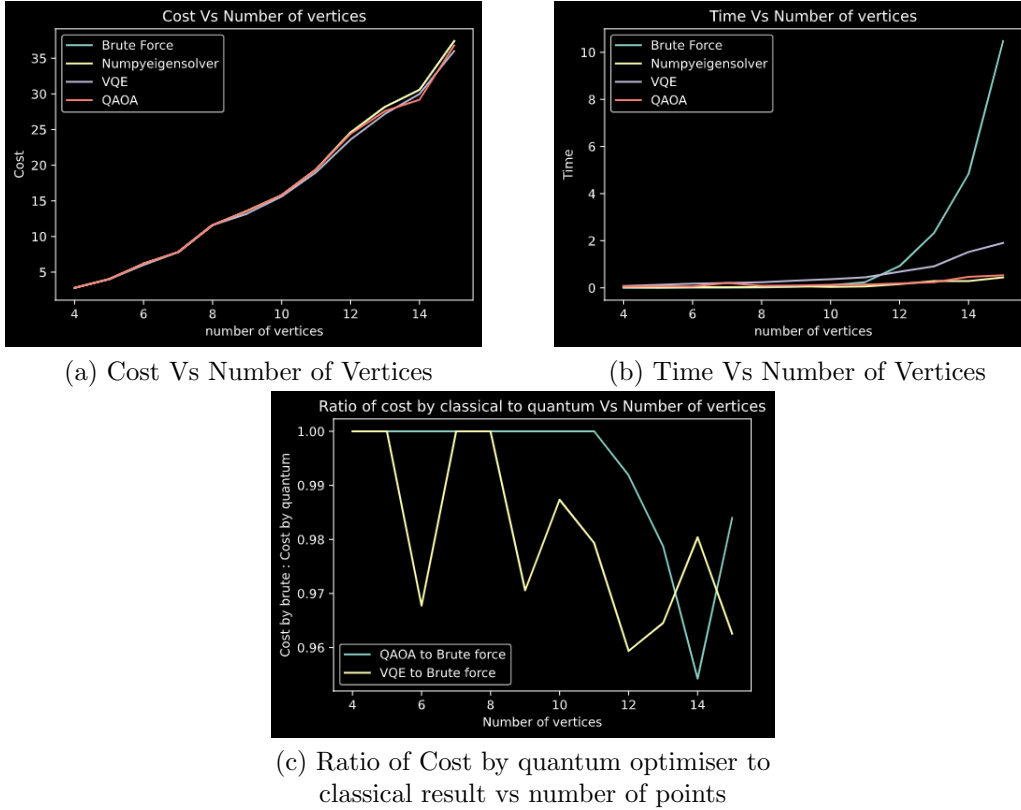 Cost Vs Number of vertices
Brute Force
Numpyeigensolver
VQE
QAOA
Cost
35
30
25
20
15
10
5
4 6 8 10 12 14
number of vertices
(a) Cost Vs Number of Vertices
Time Vs Number of vertices
Brute Force
Numpyeigensolver
VQE
QAOA
Time
10
8
6
4
2
0
4 6 8 10 12 14
number of vertices
(b) Time Vs Number of Vertices
Ratio of cost by classical to quantum Vs Number of vertices
Cost by brute : Cost by quantum
1.00
0.99
0.98
0.97
0.96
QAOA to Brute force
VQE to Brute force
4 6 8 10 12 14
Number of vertices
(c) Ratio of Cost by quantum optimiser to
classical result vs number of points